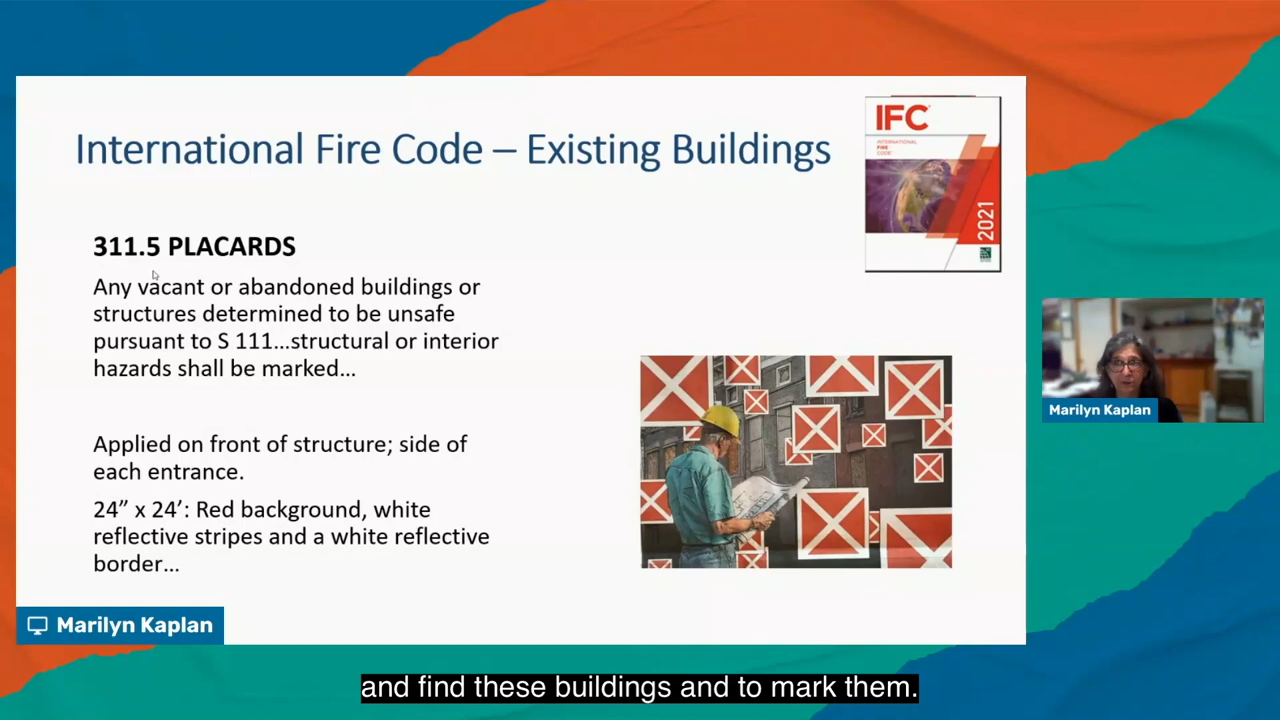 International Fire Code – Existing Buildings
IFC
INTERNATIONAL
FIRE
CODE
2021
311.5 PLACARDS
Any vacant or abandoned buildings or
structures determined to be unsafe
pursuant to S 111...structural or interior
hazards shall be marked...
Applied on front of structure; side of
each entrance.
24” x 24’: Red background, white
reflective stripes and a white reflective
border...
Marilyn Kaplan
Marilyn Kaplan
and find these buildings and to mark them.